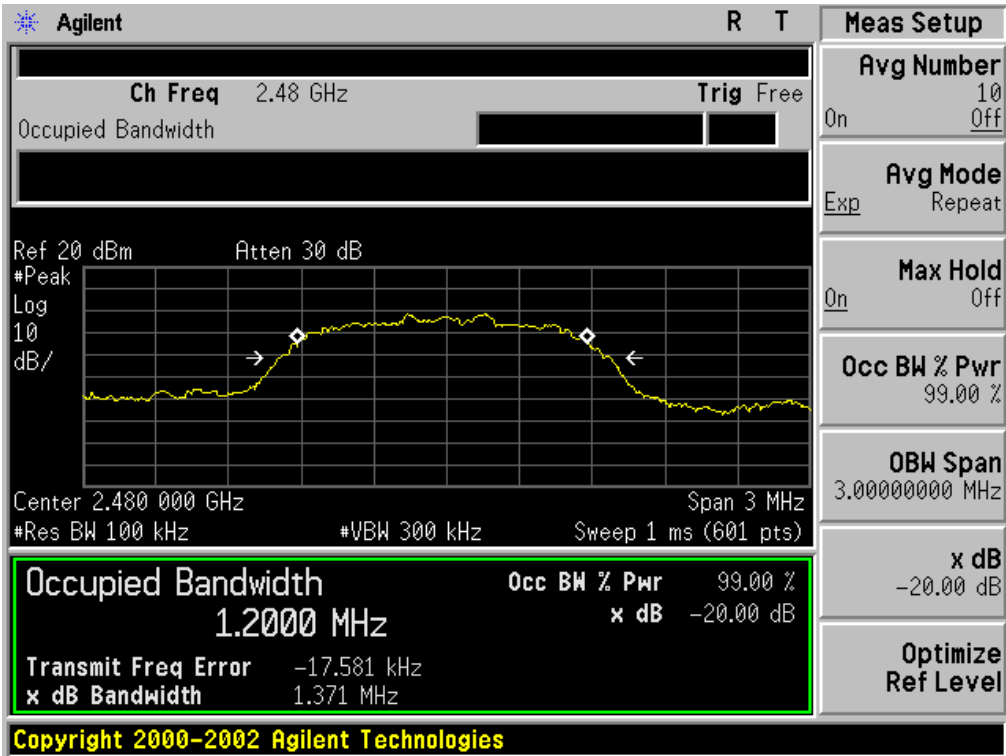 Agilent R T
Ch Freq 2.48 GHz Trig Free
Occupied Bandwidth
Ref 20 dBm Atten 30 dB
#Peak
Log
10
dB/
Center 2.480 000 GHz Span 3 MHz
#Res BW 100 kHz #VBW 300 kHz Sweep 1 ms (601 pts)
Occupied Bandwidth Occ BW % Pwr 99.00 %
1.2000 MHz x dB -20.00 dB
Transmit Freq Error -17.581 kHz
x dB Bandwidth 1.371 MHz
Copyright 2000-2002 Agilent Technologies
Meas Setup
Avg Number
10
On Off
Avg Mode
Exp Repeat
Max Hold
On Off
Occ BW % Pwr
99.00 %
OBW Span
3.00000000 MHz
x dB
-20.00 dB
Optimize
Ref Level